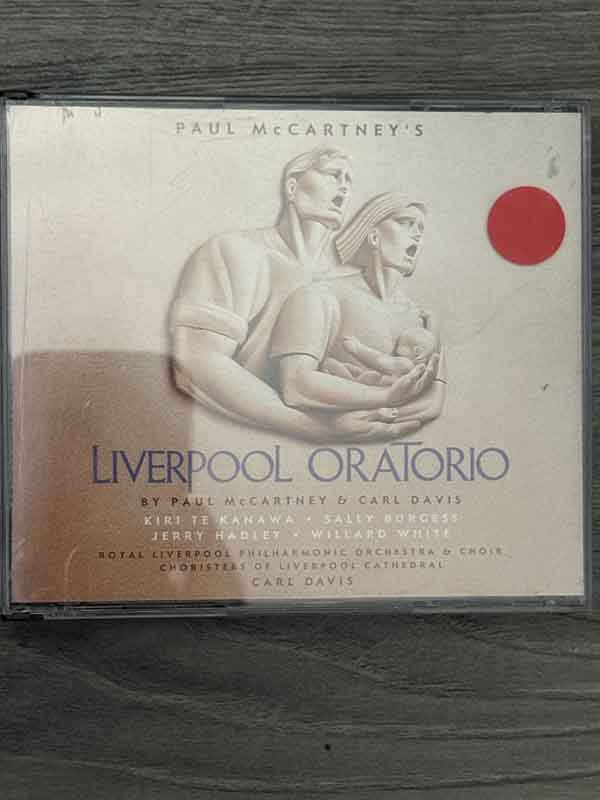 PAUL McCARTNEY'S
LIVERPOOL ORATORIO
BY PAUL McCARTNEY & CARL DAVIS
KIRI TE KANAWA • SALLY BURGESS
JERRY HADLEY • WILLARD WHITE
ROYAL LIVERPOOL PHILHARMONIC ORCHESTRA & CHOIR
CHORISTERS OF LIVERPOOL CATHEDRAL
CARL DAVIS